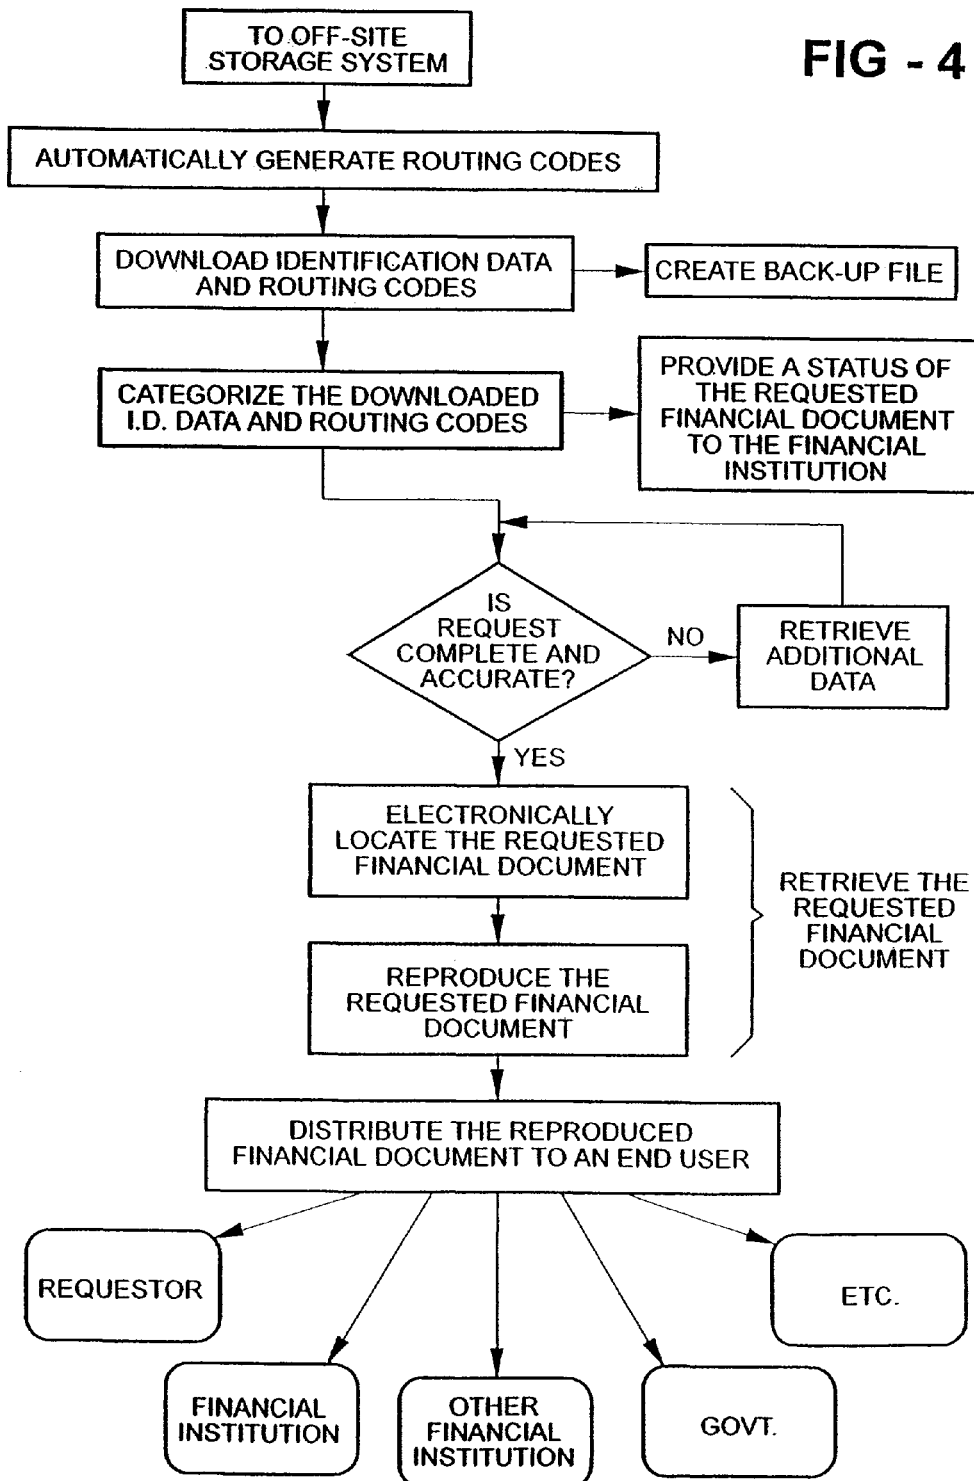 TO OFF-SITE
STORAGE SYSTEM
FIG - 4
AUTOMATICALLY GENERATE ROUTING CODES
DOWNLOAD IDENTIFICATION DATA
AND ROUTING CODES
CREATE BACK-UP FILE
CATEGORIZE THE DOWNLOADED
I.D. DATA AND ROUTING CODES
PROVIDE A STATUS OF
THE REQUESTED
FINANCIAL DOCUMENT
TO THE FINANCIAL
INSTITUTION
IS
REQUEST
COMPLETE AND
ACCURATE?
NO
RETRIEVE
ADDITIONAL
DATA
YES
ELECTRONICALLY
LOCATE THE REQUESTED
FINANCIAL DOCUMENT
REPRODUCE THE
REQUESTED FINANCIAL
DOCUMENT
RETRIEVE THE
REQUESTED
FINANCIAL
DOCUMENT
DISTRIBUTE THE REPRODUCED
FINANCIAL DOCUMENT TO AN END USER
REQUESTOR
FINANCIAL
INSTITUTION
OTHER
FINANCIAL
INSTITUTION
GOVT.
ETC.